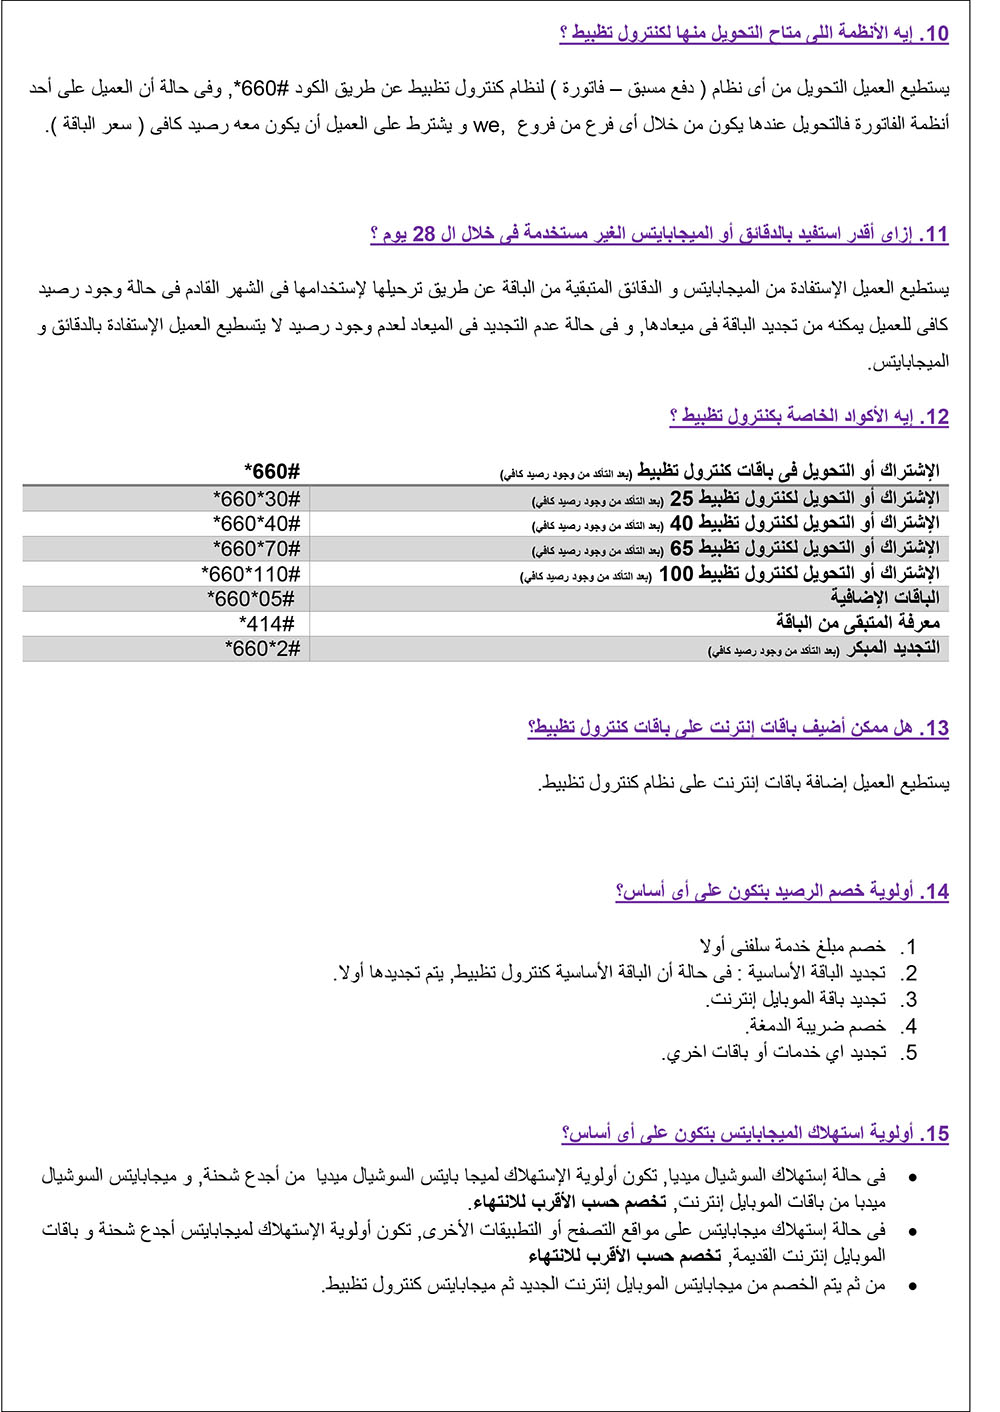 10. إيه الأنظمة اللى متاح التحويل منها لكنترول تظبيط ؟
يستطيع العميل التحويل من أى نظام ( دفع مسبق – فاتورة ) لنظام كنترول تظبيط عن طريق الكود #660*, وفى حالة أن العميل على أحد
أنظمة الفاتورة فالتحويل عندها يكون من خلال أى فرع من فروع we, و يشترط على العميل أن يكون معه رصيد كافى ( سعر الباقة ).
11. إزاى أقدر استفيد بالدقائق أو الميجابايتس الغير مستخدمة فى خلال ال 28 يوم ؟
يستطيع العميل الإستفادة من الميجابايتس و الدقائق المتبقية من الباقة عن طريق ترحيلها لإستخدامها فى الشهر القادم فى حالة وجود رصيد
كافى للعميل يمكنه من تجديد الباقة فى ميعادها, و فى حالة عدم التجديد فى الميعاد لعدم وجود رصيد لا يتسطيع العميل الإستفادة بالدقائق و
الميجابايتس.
12. إيه الأكواد الخاصة بكنترول تظبيط ؟
الإشتراك أو التحويل فى باقات كنترول تظبيط (بعد التأكد من وجود رصيد كافي) *660#
الإشتراك أو التحويل لكنترول تظبيط 25 (بعد التأكد من وجود رصيد كافي) *660*30#
الإشتراك أو التحويل لكنترول تظبيط 40 (بعد التأكد من وجود رصيد كافي) *660*40#
الإشتراك أو التحويل لكنترول تظبيط 65 (بعد التأكد من وجود رصيد كافي) *660*70#
الإشتراك أو التحويل لكنترول تظبيط 100 (بعد التأكد من وجود رصيد كافي) *660*110#
الباقات الإضافية *660*05#
معرفة المتبقى من الباقة *414#
التجديد المبكر (بعد التأكد من وجود رصيد كافي) *660*2#
13. هل ممكن أضيف باقات إنترنت على باقات كنترول تظبيط؟
يستطيع العميل إضافة باقات إنترنت على نظام كنترول تظبيط.
14. أولوية خصم الرصيد بتكون على أى أساس؟
1. خصم مبلغ خدمة سلفنى أولا
2. تجديد الباقة الأساسية : فى حالة أن الباقة الأساسية كنترول تظبيط, يتم تجديدها أولا.
3. تجديد باقة الموبايل إنترنت.
4. خصم ضريبة الدمغة.
5. تجديد اي خدمات أو باقات اخري.
15. أولوية استهلاك الميجابايتس بتكون على أى أساس؟
• فى حالة إستهلاك السوشيال ميديا, تكون أولوية الإستهلاك لميجا بايتس السوشيال ميديا من أجدع شحنة, و ميجابايتس السوشيال
ميديا من باقات الموبايل إنترنت, تخصم حسب الأقرب للانتهاء.
• فى حالة إستهلاك ميجابايتس على مواقع التصفح أو التطبيقات الأخرى, تكون أولوية الإستهلاك لميجابايتس أجدع شحنة و باقات
الموبايل إنترنت القديمة, تخصم حسب الأقرب للانتهاء
• من ثم يتم الخصم من ميجابايتس الموبايل إنترنت الجديد ثم ميجابايتس كنترول تظبيط.